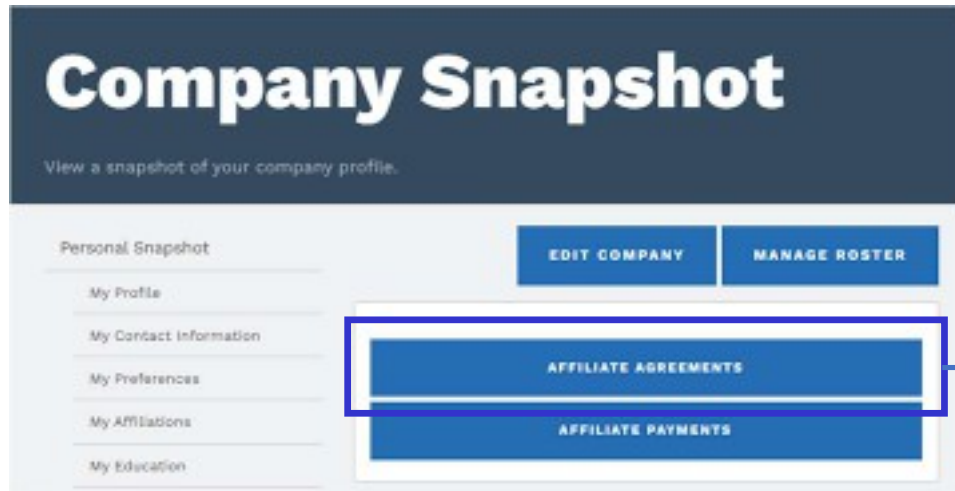 Company Snapshot
View a snapshot of your company profile.
Personal Snapshot
EDIT COMPANY
MANAGE ROSTER
My Profile
My Contact Information
AFFILIATE AGREEMENTS
My Preferences
My Affiliations
AFFILIATE PAYMENTS
My Education